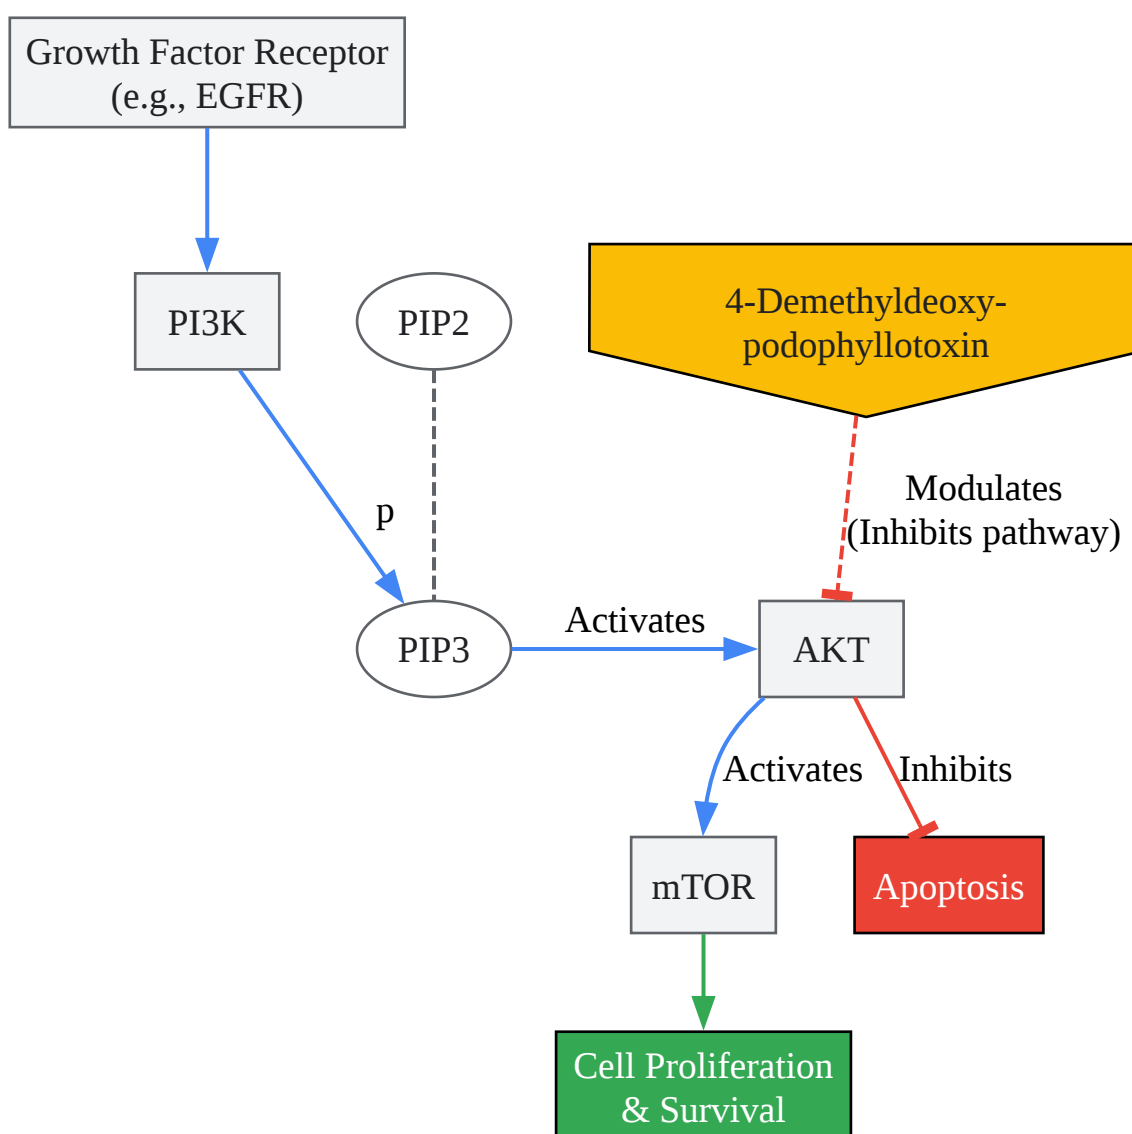 Growth Factor Receptor
(e.g., EGFR)
PI3K
PIP2
4-Demethyldeoxy-
podophyllotoxin
p
Modulates
(Inhibits pathway)
PIP3
Activates
AKT
Activates
Inhibits
mTOR
Apoptosis
Cell Proliferation
& Survival